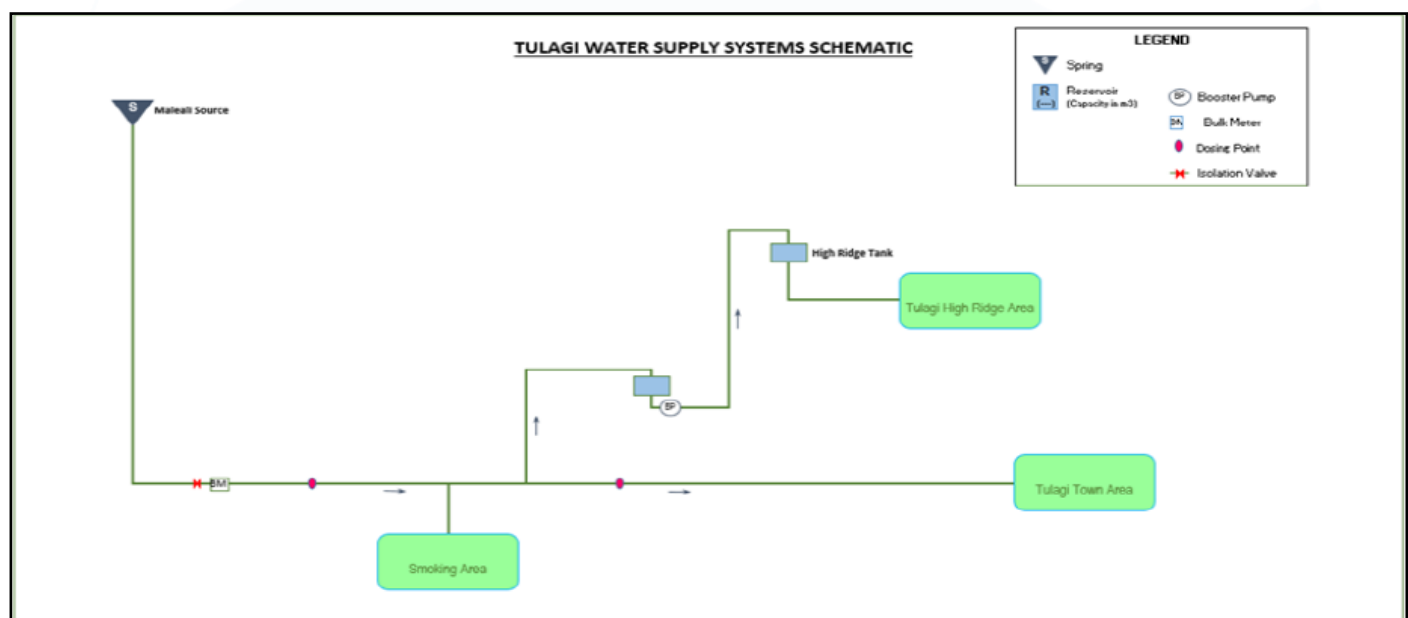 TULAGI WATER SUPPLY SYSTEMS SCHEMATIC
LEGEND
S
Spring
R
(—)
Reservoir
(Capacity in m3)
BP
Booster Pump
BM
Bulk Meter
Dosing Point
Isolation Valve
S
Maleali Source
High Ridge Tank
Tulagi High Ridge Area
BP
BM
Tulagi Town Area
Smoking Area